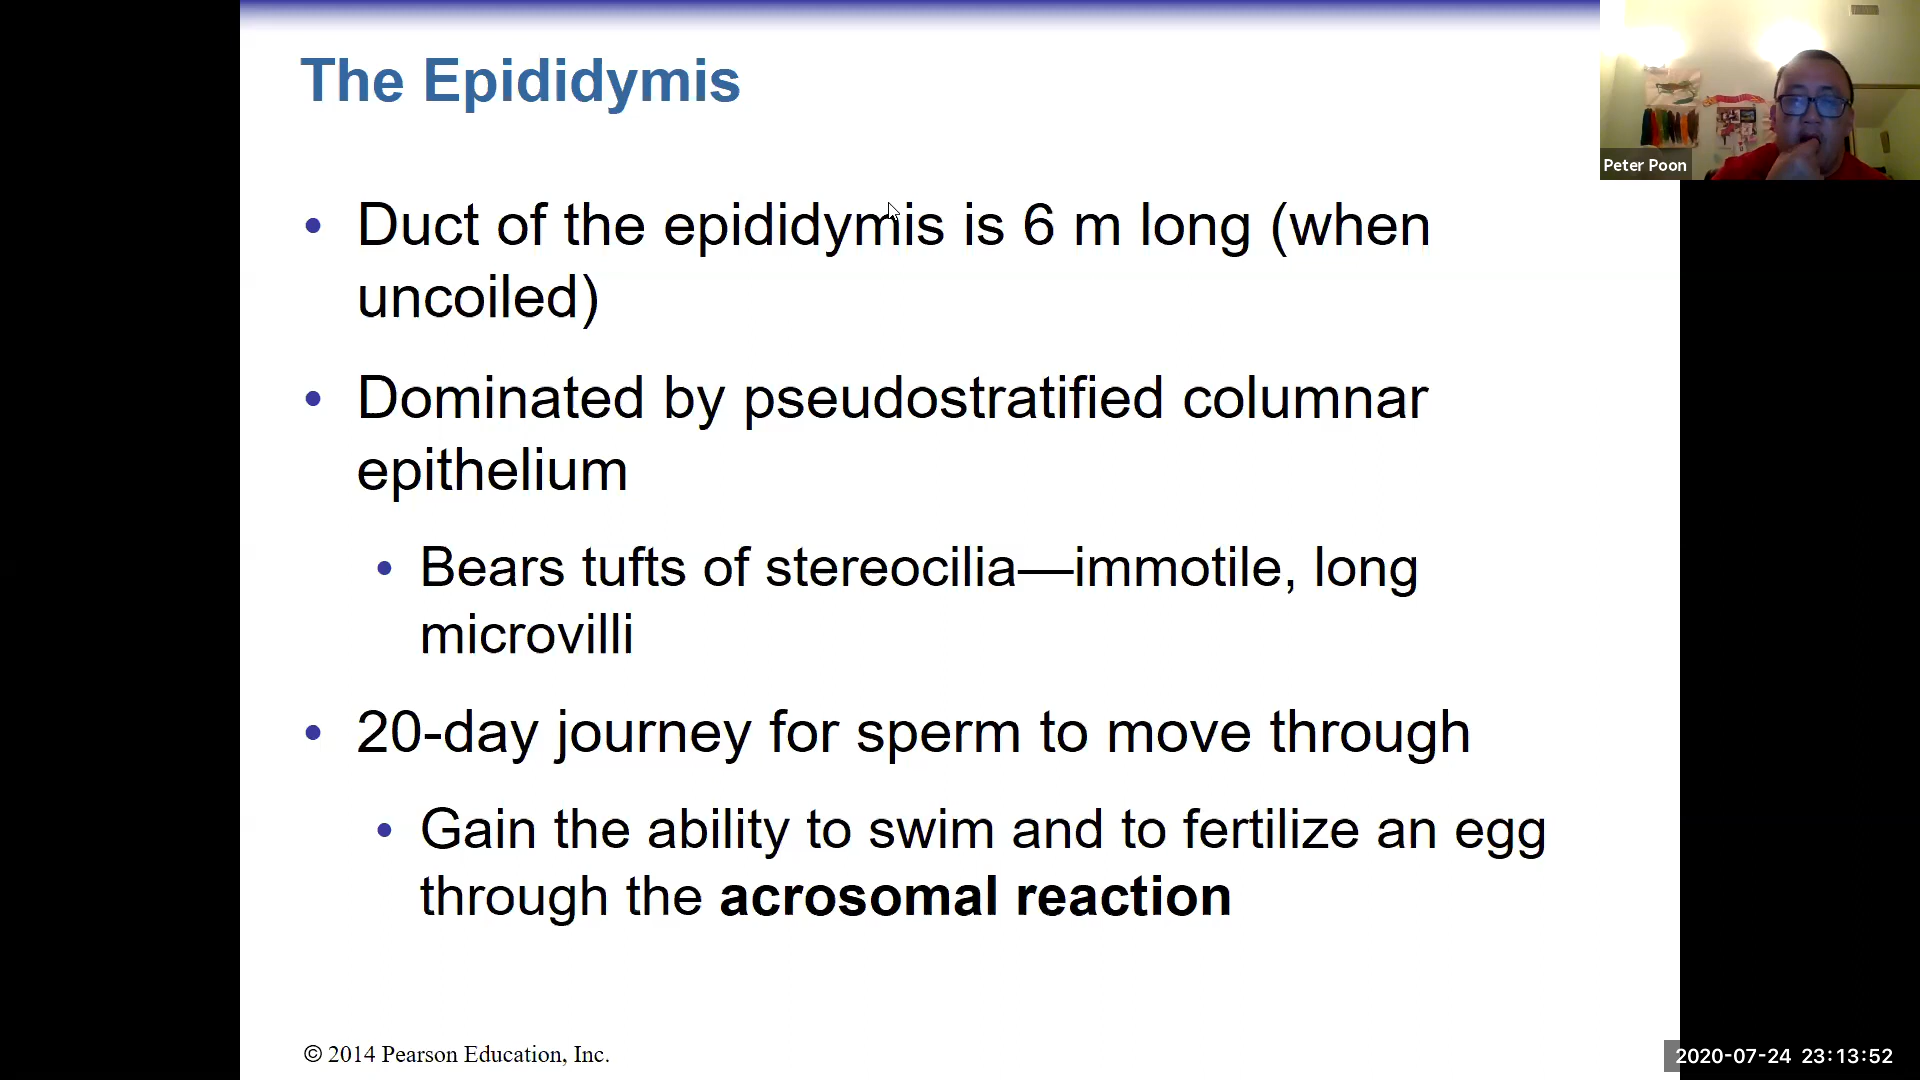 The Epididymis
Peter Poon
• Duct of the epididymis is 6 m long (when
uncoiled)
• Dominated by pseudostratified columnar
epithelium
• Bears tufts of stereocilia—immotile, long
microvilli
• 20-day journey for sperm to move through
• Gain the ability to swim and to fertilize an egg
through the acrosomal reaction
© 2014 Pearson Education, Inc.
2020-07-24 23:13:52